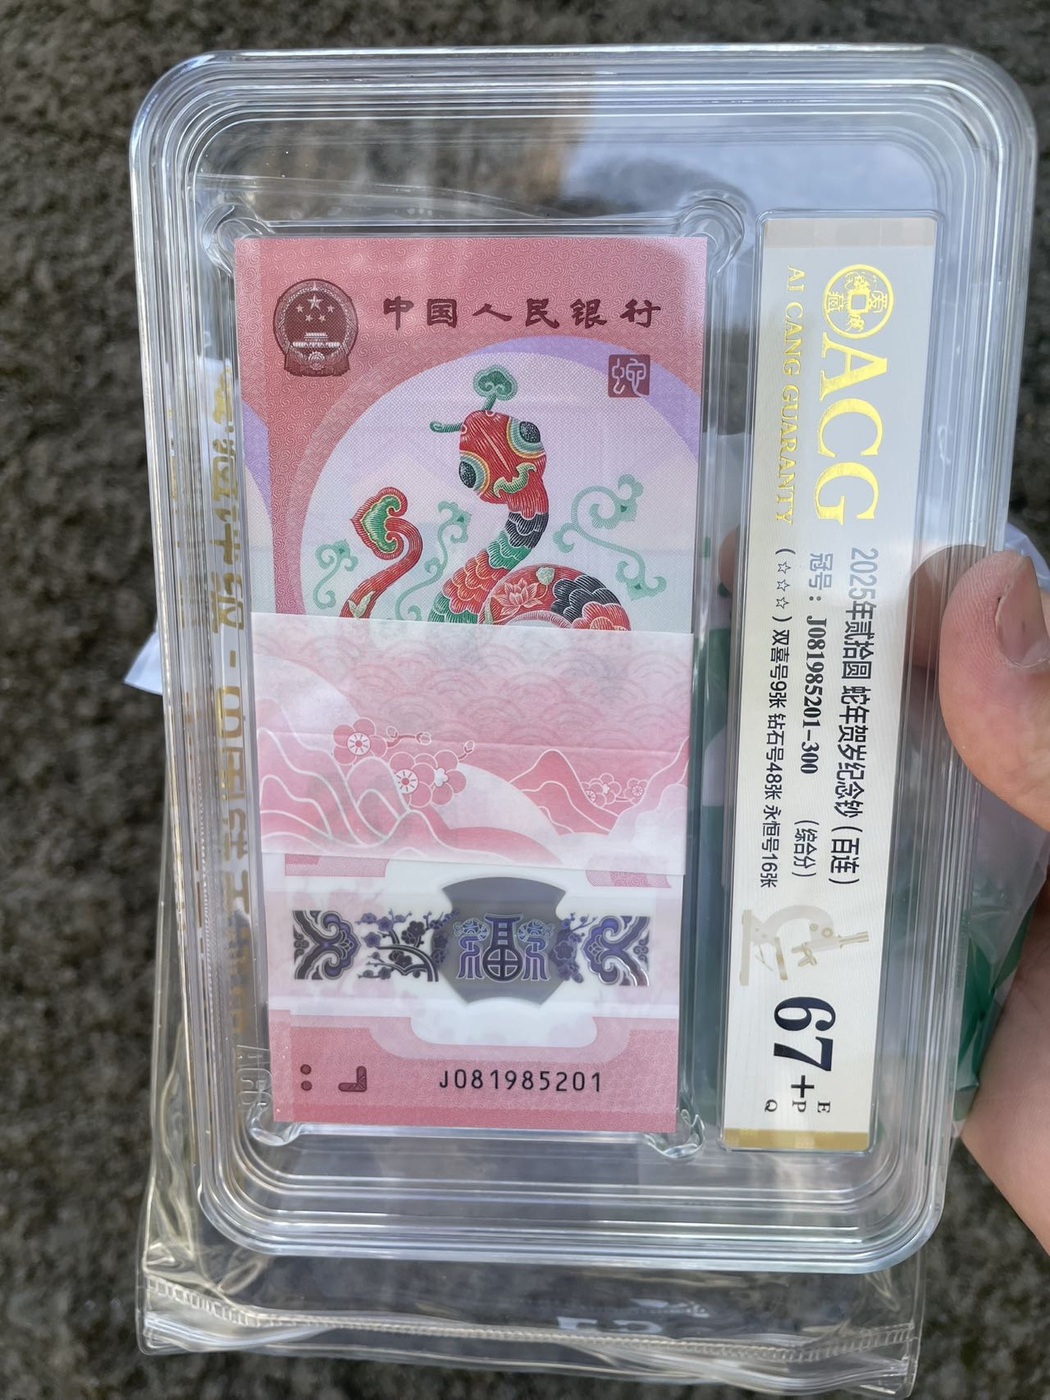 中国人民银行
蛇
福
J081985201
ACG
AI CANG GUARANTY
2025年贰拾圆 蛇年贺岁纪念钞 (百连)
冠号: J081985201-300 (综合分)
(☆☆☆) 双喜号9张 钻石号48张 永恒号16张
67+
E
P
Q